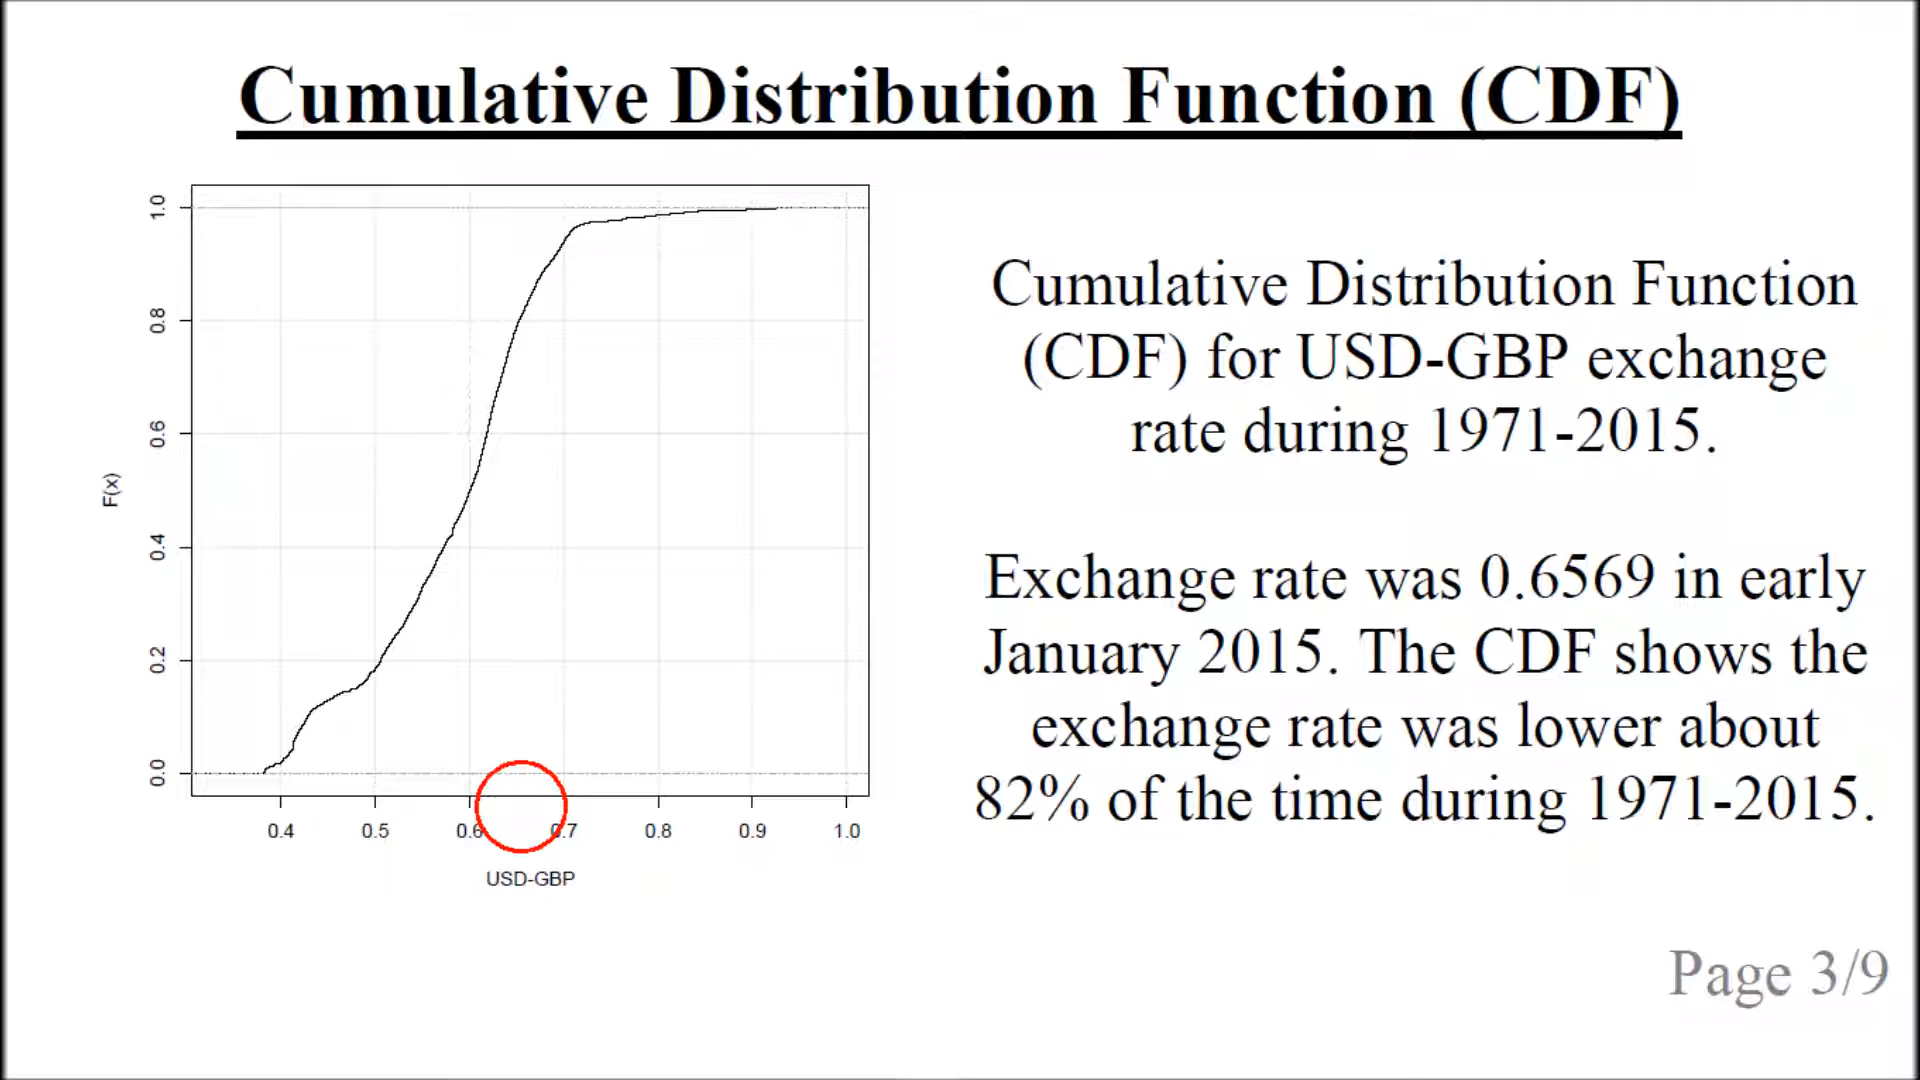 Cumulative Distribution Function (CDF)
1.0
0.8
0.6
0.4
0.2
0.0
F(x)
0.4 0.5 0.6 0.7 0.8 0.9 1.0
USD-GBP
Cumulative Distribution Function
(CDF) for USD-GBP exchange
rate during 1971-2015.
Exchange rate was 0.6569 in early
January 2015. The CDF shows the
exchange rate was lower about
82% of the time during 1971-2015.
Page 3/9